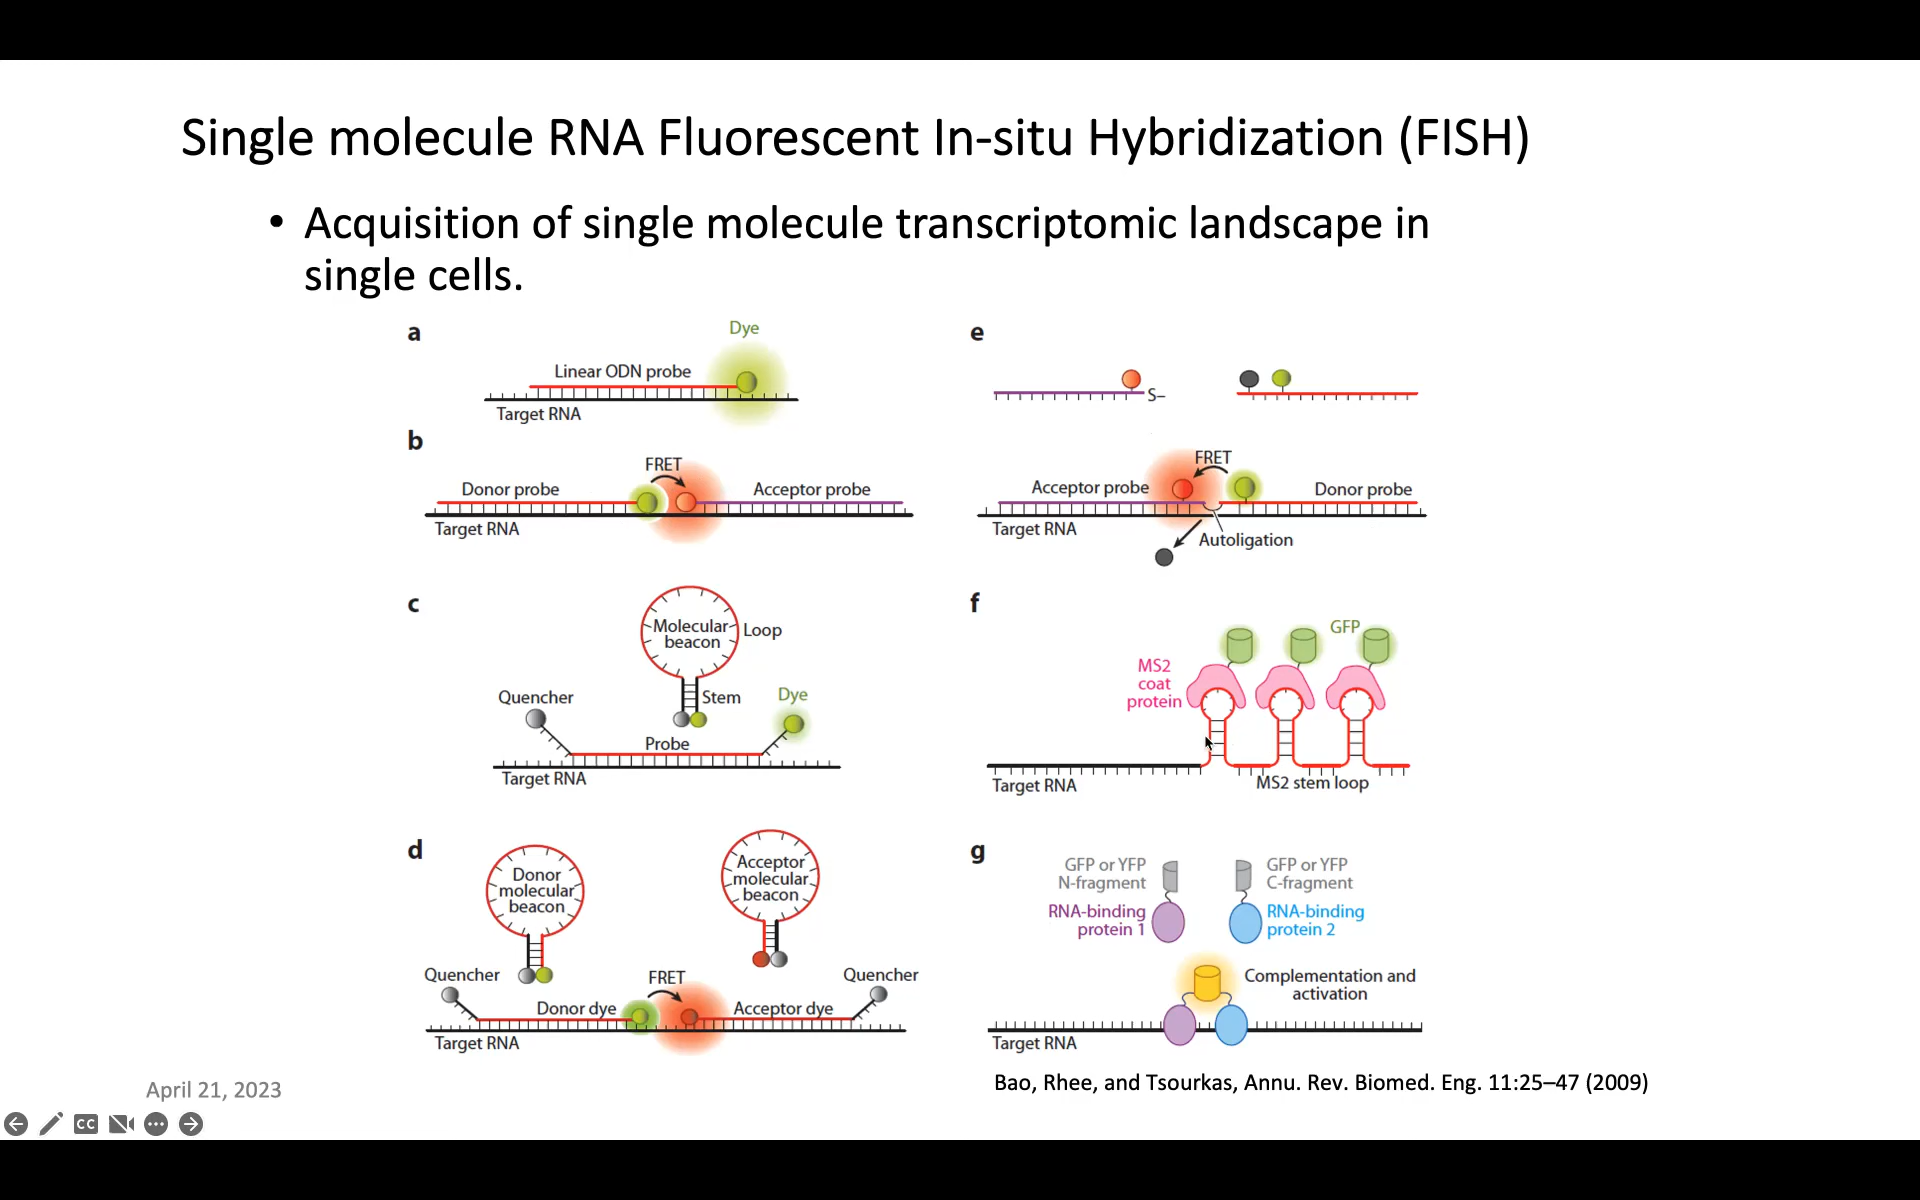 Single molecule RNA Fluorescent In-situ Hybridization (FISH)
• Acquisition of single molecule transcriptomic landscape in
single cells.
a
Dye
Linear ODN probe
Target RNA
b
FRET
Donor probe
Acceptor probe
Target RNA
c
Molecular
beacon
Loop
Quencher
Stem
Dye
Probe
Target RNA
d
Donor
molecular
beacon
Acceptor
molecular
beacon
Quencher
FRET
Quencher
Donor dye
Acceptor dye
Target RNA
e
S–
FRET
Acceptor probe
Donor probe
Target RNA
Autoligation
f
GFP
MS2
coat
protein
Target RNA
MS2 stem loop
g
GFP or YFP
N-fragment
GFP or YFP
C-fragment
RNA-binding
protein 1
RNA-binding
protein 2
Complementation and
activation
Target RNA
Bao, Rhee, and Tsourkas, Annu. Rev. Biomed. Eng. 11:25–47 (2009)
April 21, 2023
CC